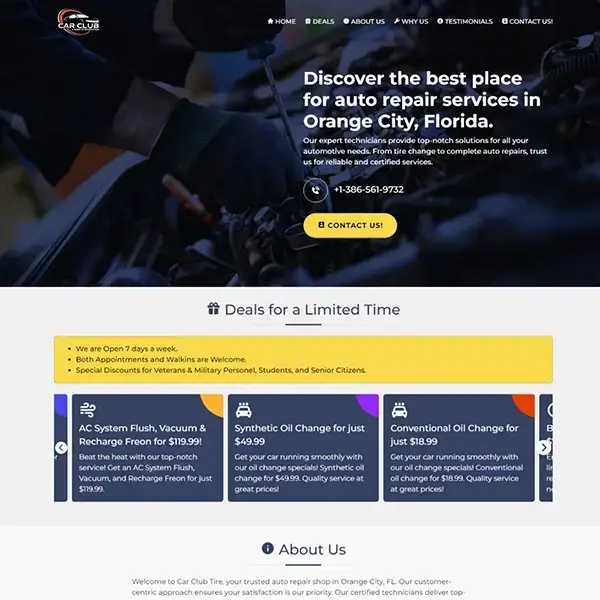 CAR CLUB
HOME DEALS ABOUT US WHY US TESTIMONIALS CONTACT US!
Discover the best place
for auto repair services in
Orange City, Florida.
Our expert technicians provide top-notch solutions for all your
automotive needs. From tire change to complete auto repairs, trust
us for reliable and certified services.
+1-386-561-9732
CONTACT US!
Deals for a Limited Time
We are Open 7 days a week.
Both Appointments and Walkins are Welcome.
Special Discounts for Veterans & Military Personel, Students, and Senior Citizens.
AC System Flush, Vacuum &
Recharge Freon for $119.99!
Beat the heat with our top-notch
service! Get an AC System Flush,
Vacuum, and Recharge Freon for just
$119.99.
Synthetic Oil Change for just
$49.99
Get your car running smoothly with
our oil change specials! Synthetic oil
change for $49.99. Quality service at
great prices!
Conventional Oil Change for
just $18.99
Get your car running smoothly with
our oil change specials! Conventional
oil change for $18.99. Quality service
at great prices!
About Us
Welcome to Car Club Tire, your trusted auto repair shop in Orange City, FL. Our customer-
centric approach ensures your satisfaction is our priority. Our certified technicians deliver top-